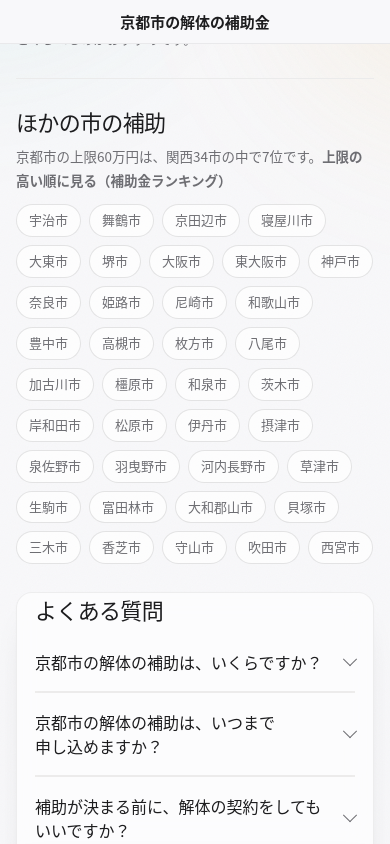 京都市の解体の補助金
ほかの市の補助
京都市の上限60万円は、関西34市の中で7位です。上限の
高い順に見る（補助金ランキング）
宇治市 舞鶴市 京田辺市 寝屋川市
大東市 堺市 大阪市 東大阪市 神戸市
奈良市 姫路市 尼崎市 和歌山市
豊中市 高槻市 枚方市 八尾市
加古川市 橿原市 和泉市 茨木市
岸和田市 松原市 伊丹市 摂津市
泉佐野市 羽曳野市 河内長野市 草津市
生駒市 富田林市 大和郡山市 貝塚市
三木市 香芝市 守山市 吹田市 西宮市
よくある質問
京都市の解体の補助は、いくらですか？
京都市の解体の補助は、いつまで
申し込めますか？
補助が決まる前に、解体の契約をしても
いいですか？